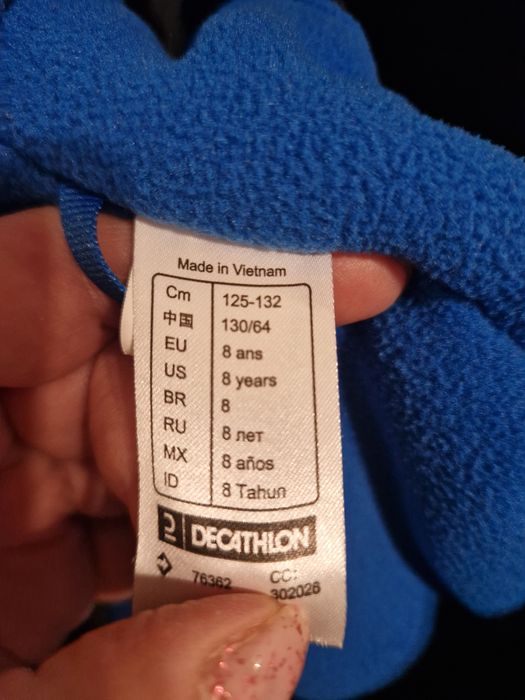 Made in Vietnam
Cm 125-132
中国 130/64
EU 8 ans
US 8 years
BR 8
RU 8 лет
MX 8 años
ID 8 Tahun
DECATHLON
76362 CC:
302026